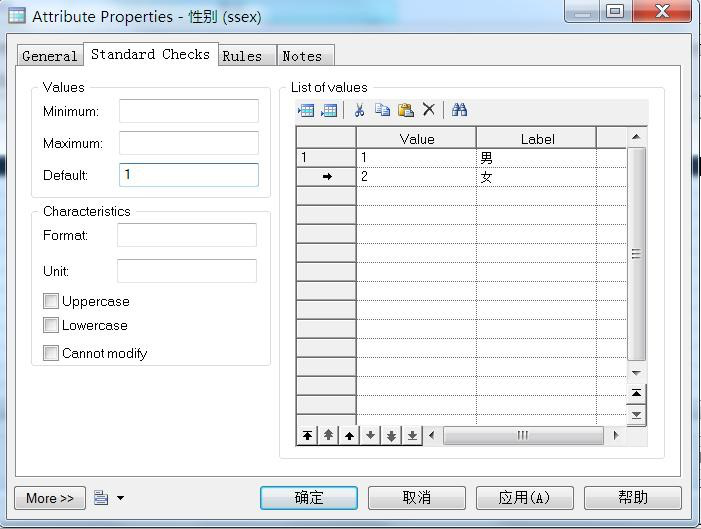 Attribute Properties - 性别 (ssex)
General Standard Checks Rules Notes
Values
Minimum:
Maximum:
Default: 1
Characteristics
Format:
Unit:
Uppercase
Lowercase
Cannot modify
List of values
Value Label
1 1 男
2 女
More >> 确定 取消 应用(A) 帮助